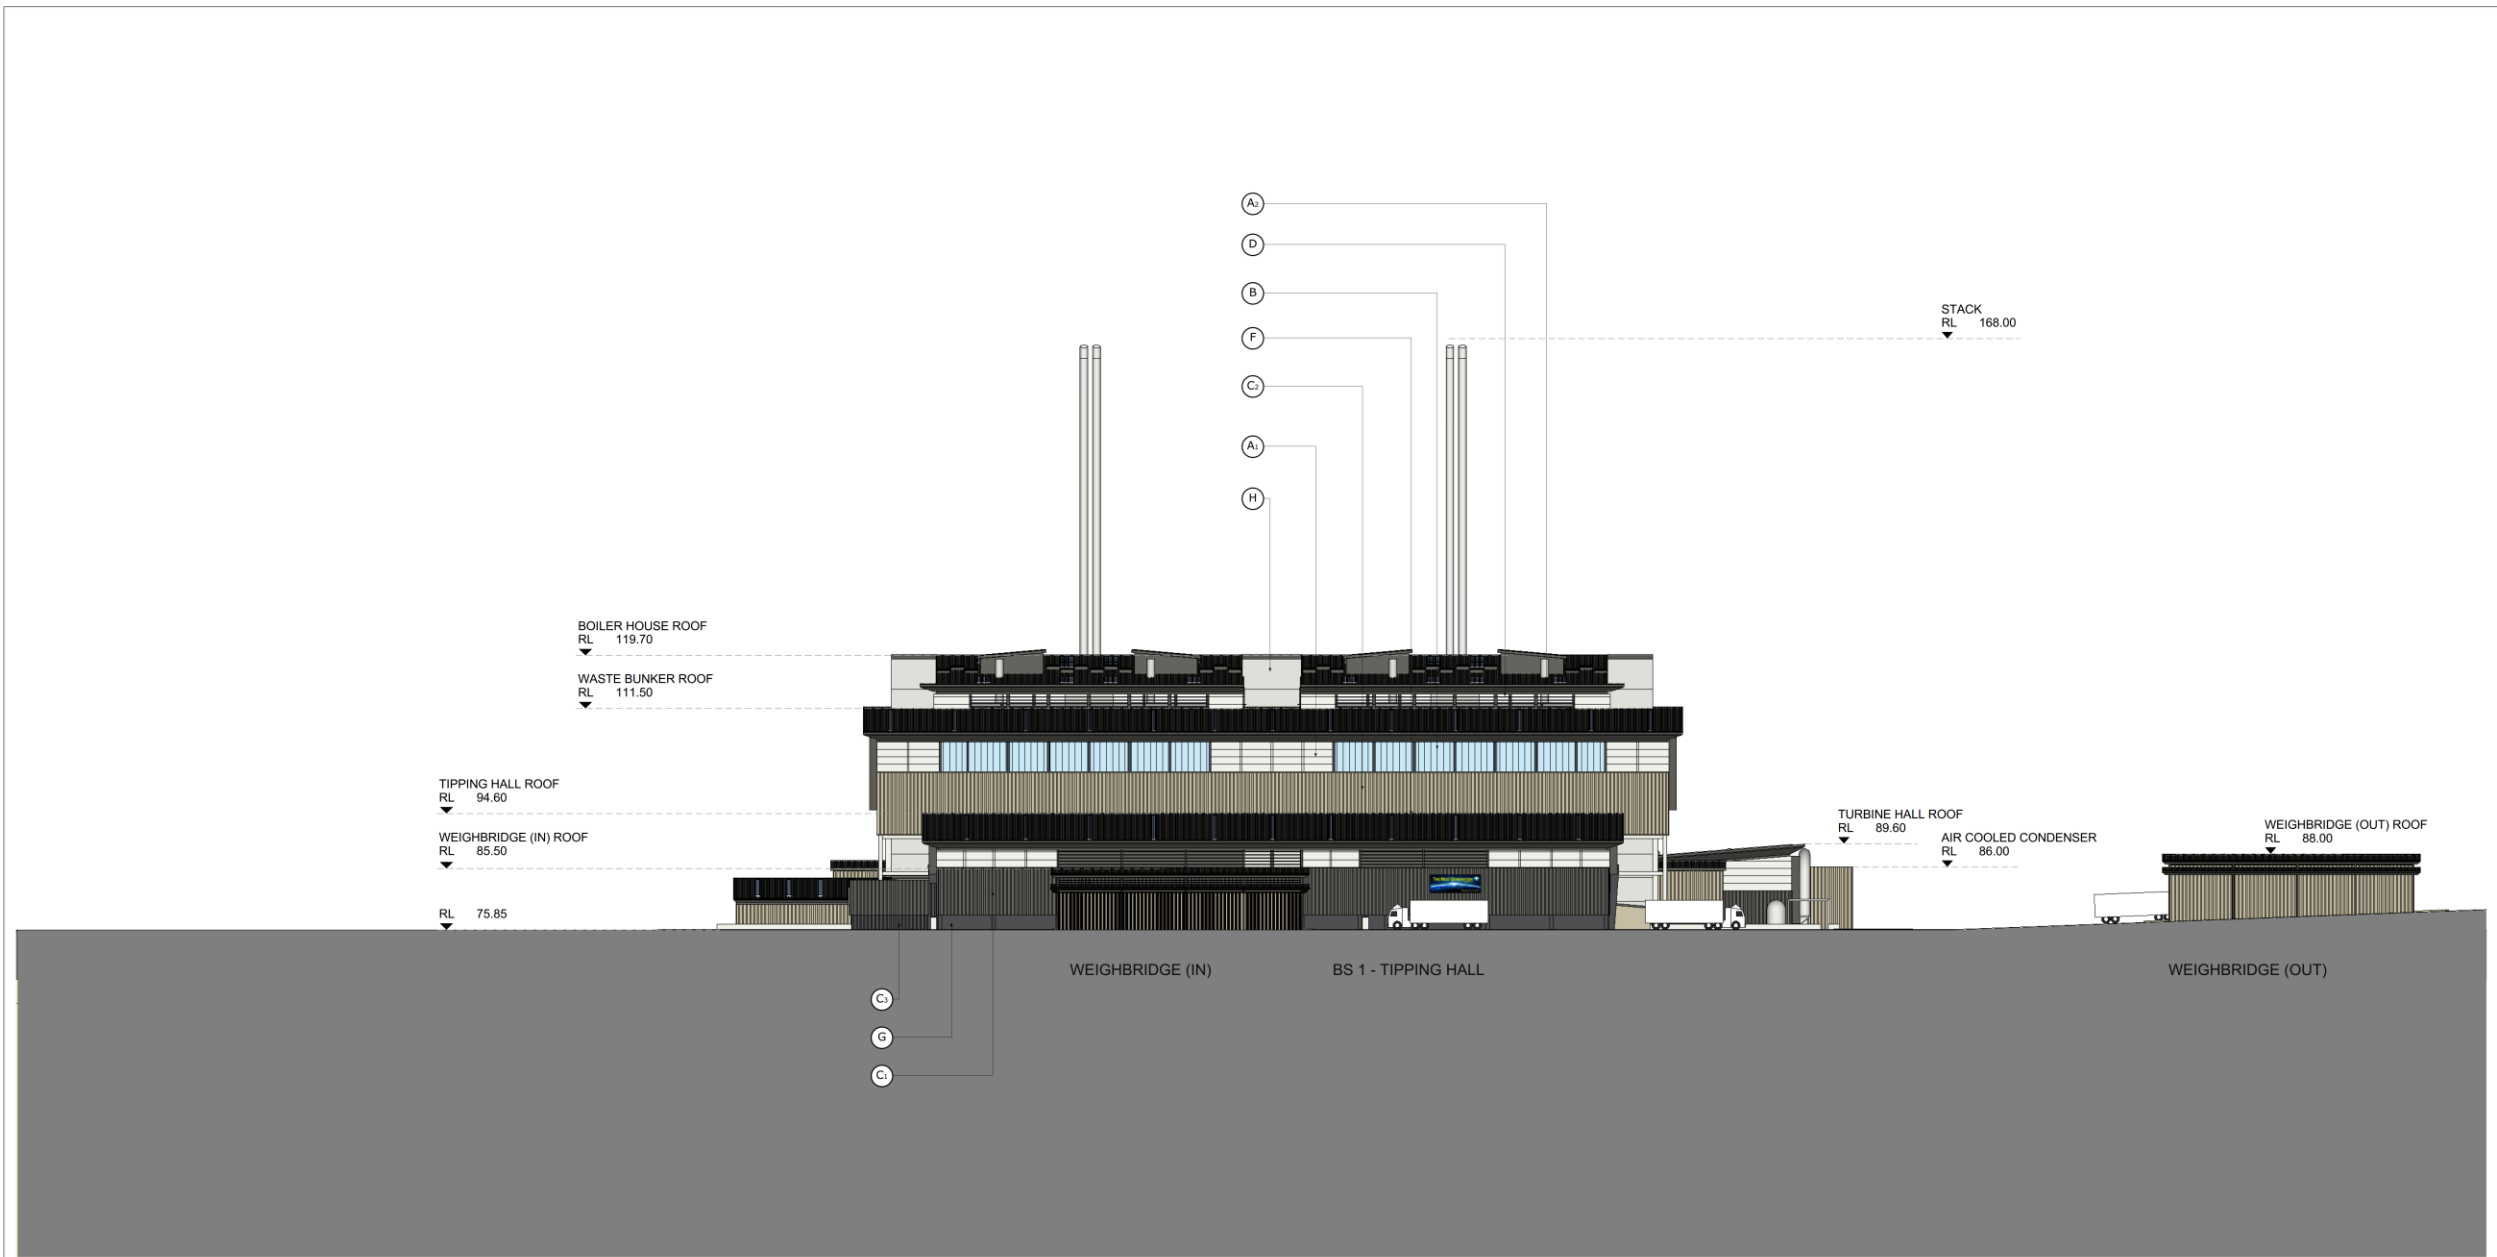 A2
D
B
F
C2
A1
H
STACK
RL 168.00
BOILER HOUSE ROOF
RL 119.70
WASTE BUNKER ROOF
RL 111.50
TIPPING HALL ROOF
RL 94.60
WEIGHBRIDGE (IN) ROOF
RL 85.50
RL 75.85
TURBINE HALL ROOF
RL 89.60
AIR COOLED CONDENSER
RL 86.00
WEIGHBRIDGE (OUT) ROOF
RL 88.00
THE NEXT GENERATION
WEIGHBRIDGE (IN)
BS 1 - TIPPING HALL
WEIGHBRIDGE (OUT)
C3
G
C1